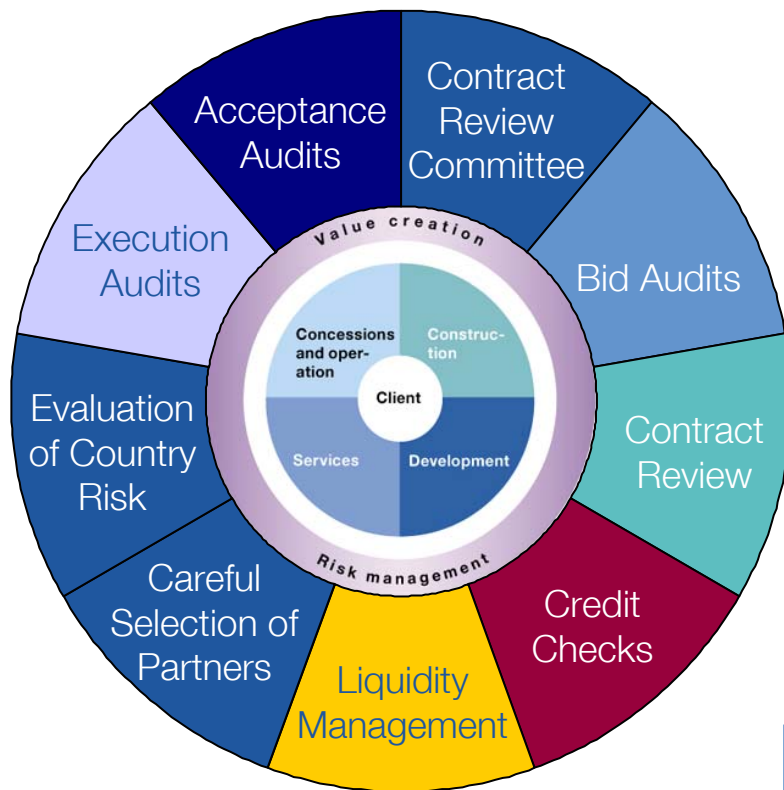 Contract
Review
Committee
Bid Audits
Contract
Review
Credit
Checks
Liquidity
Management
Careful
Selection of
Partners
Evaluation
of Country
Risk
Execution
Audits
Acceptance
Audits
Value creation
Concessions
and oper-
ation
Construc-
tion
Client
Services
Development
Risk management